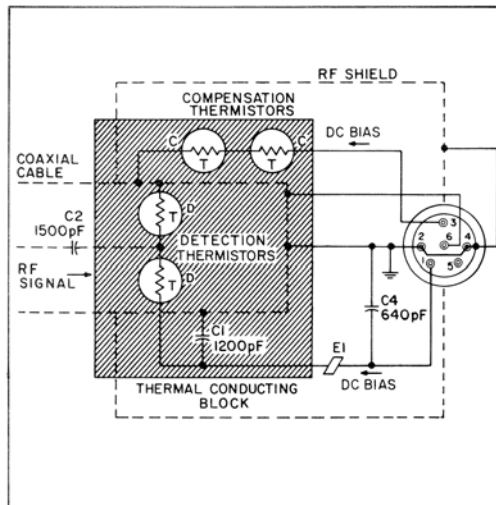 RF SHIELD
COMPENSATION
THERMISTORS
C
C
T
T
DC BIAS
COAXIAL
CABLE
C2
1500pF
D
T
DETECTION
THERMISTORS
RF
SIGNAL
T
D
3
2
6
4
1
5
C4
640pF
C1
1200pF
E1
DC BIAS
THERMAL CONDUCTING
BLOCK